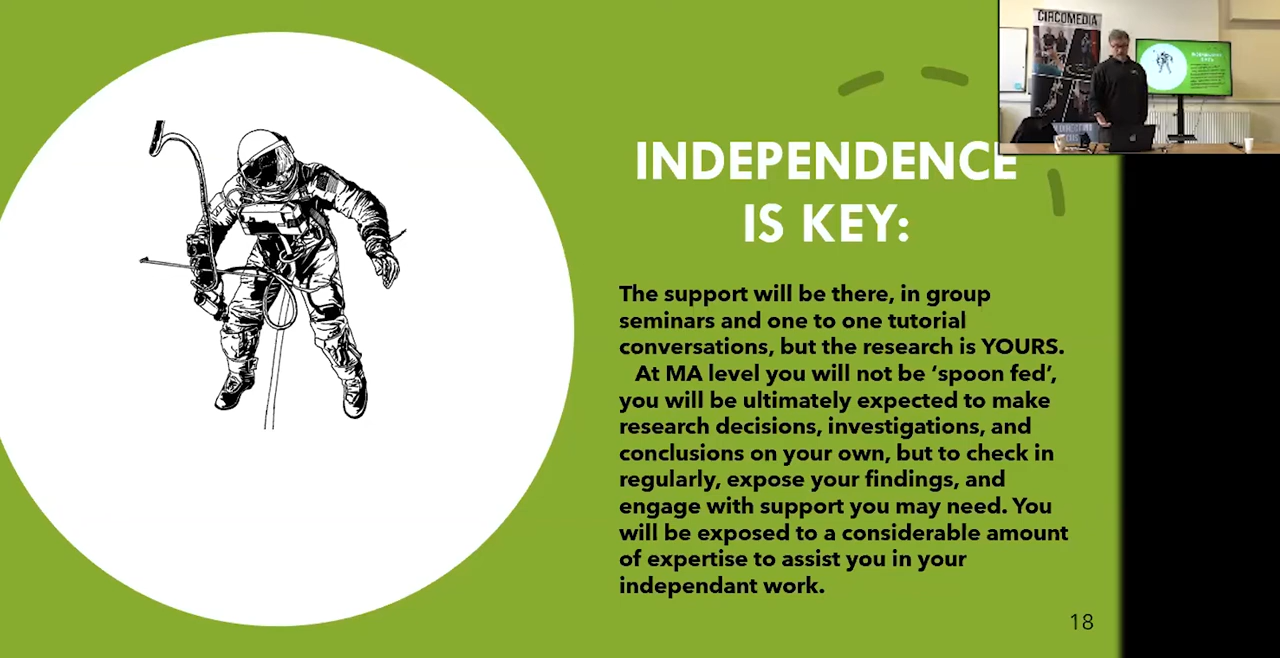 CIRCOMEDIA
INDEPENDENCE
IS KEY:
The support will be there, in group
seminars and one to one tutorial
conversations, but the research is YOURS.
At MA level you will not be ‘spoon fed’,
you will be ultimately expected to make
research decisions, investigations, and
conclusions on your own, but to check in
regularly, expose your findings, and
engage with support you may need. You
will be exposed to a considerable amount
of expertise to assist you in your
independant work.
18